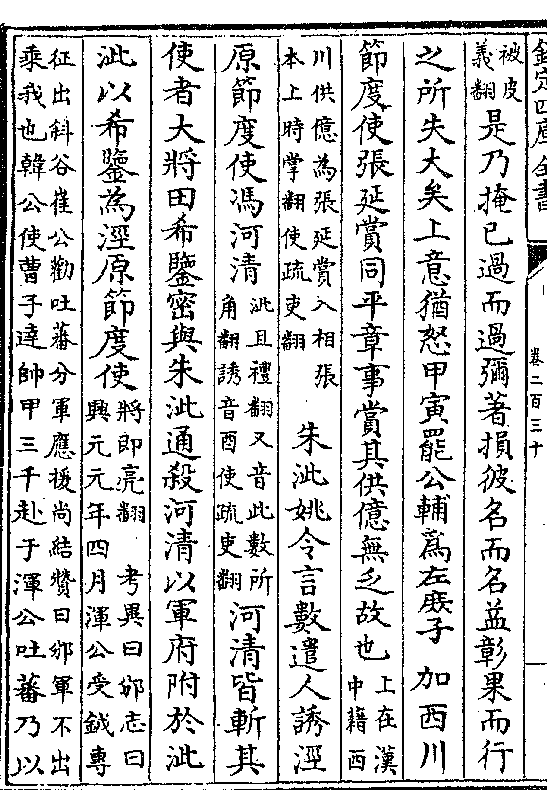 欽定四庫全書
卷二百三十
被皮
義翻
是乃掩已過而過彌著損彼名而名益彰果而行
之所失大矣上意猶怒甲寅罷公輔為左庶子 加西川
節度使張延賞同平章事賞其供億無乏故也
上在漢
中藉西
川供億為張延賞入相張
本上時掌翻使疏吏翻
朱泚姚令言數遣人誘涇
原節度使馮河清
泚且禮翻又音此數所
角翻誘音酉使疏吏翻
河清皆斬其
使者大將田希鑒密與朱泚通殺河清以軍府附於泚
泚以希鑒為涇原節度使
將即亮翻 考異曰邠志曰
興元元年四月渾公受鉞專
征出斜谷崔公勸吐蕃分軍應援尚結贊曰邠軍不出
乘我也韓公使曹子達帥甲三千赴于渾公吐蕃乃以